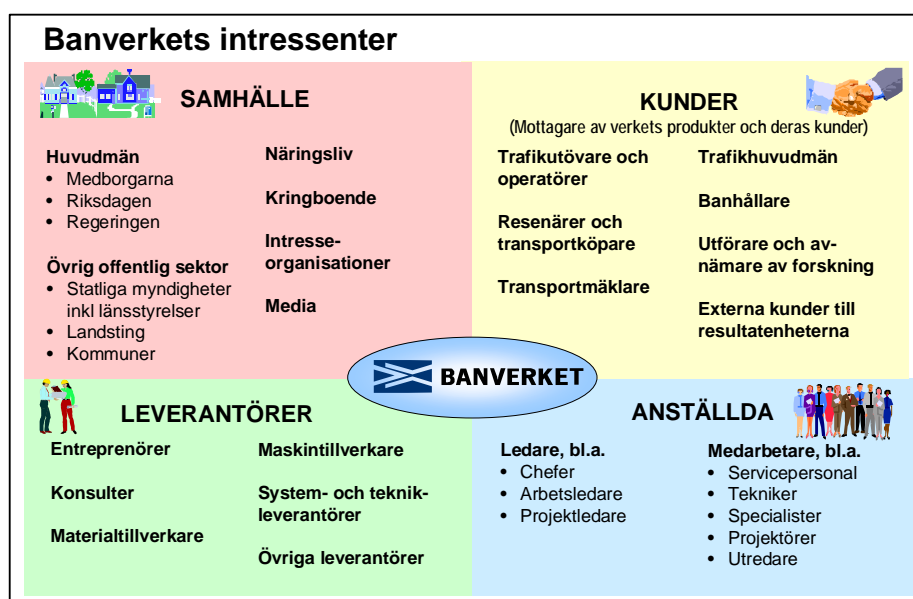 Banverkets intressenter
SAMHÄLLE
Huvudmän
• Medborgarna
• Riksdagen
• Regeringen
Övrig offentlig sektor
• Statliga myndigheter
inkl länsstyrelser
• Landsting
• Kommuner
Näringsliv
Kringboende
Intresse-
organisationer
Media
KUNDER
(Mottagare av verkets produkter och deras kunder)
Trafikutövare och
operatörer
Resenärer och
transportköpare
Transportmäklare
Trafikhuvudmän
Banhållare
Utförare och av-
nämare av forskning
Externa kunder till
resultatenheterna
BANVERKET
LEVERANTÖRER
Entreprenörer
Konsulter
Materialtillverkare
Maskintillverkare
System- och teknik-
leverantörer
Övriga leverantörer
ANSTÄLLDA
Ledare, bl.a.
• Chefer
• Arbetsledare
• Projektledare
Medarbetare, bl.a.
• Servicepersonal
• Tekniker
• Specialister
• Projektörer
• Utredare